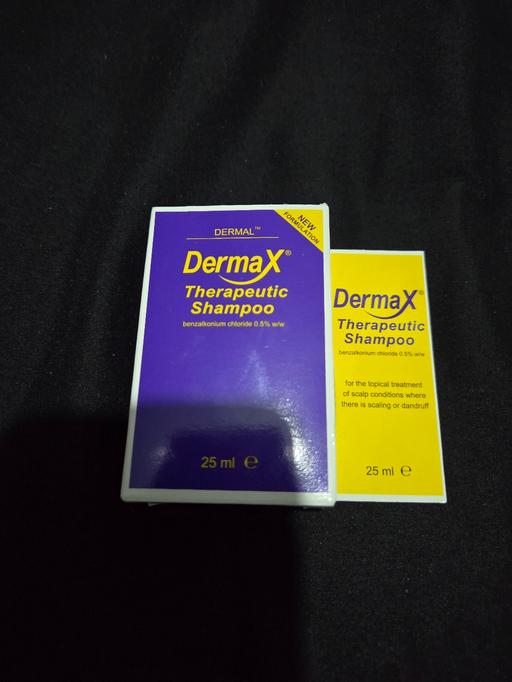 DERMAL™
NEW
FORMULATION
DermaX®
Therapeutic
Shampoo
benzalkonium chloride 0.5% w/w
25 ml ℮
DermaX®
Therapeutic
Shampoo
benzalkonium chloride 0.5% w/w
for the topical treatment
of scalp conditions where
there is scaling or dandruff
25 ml ℮